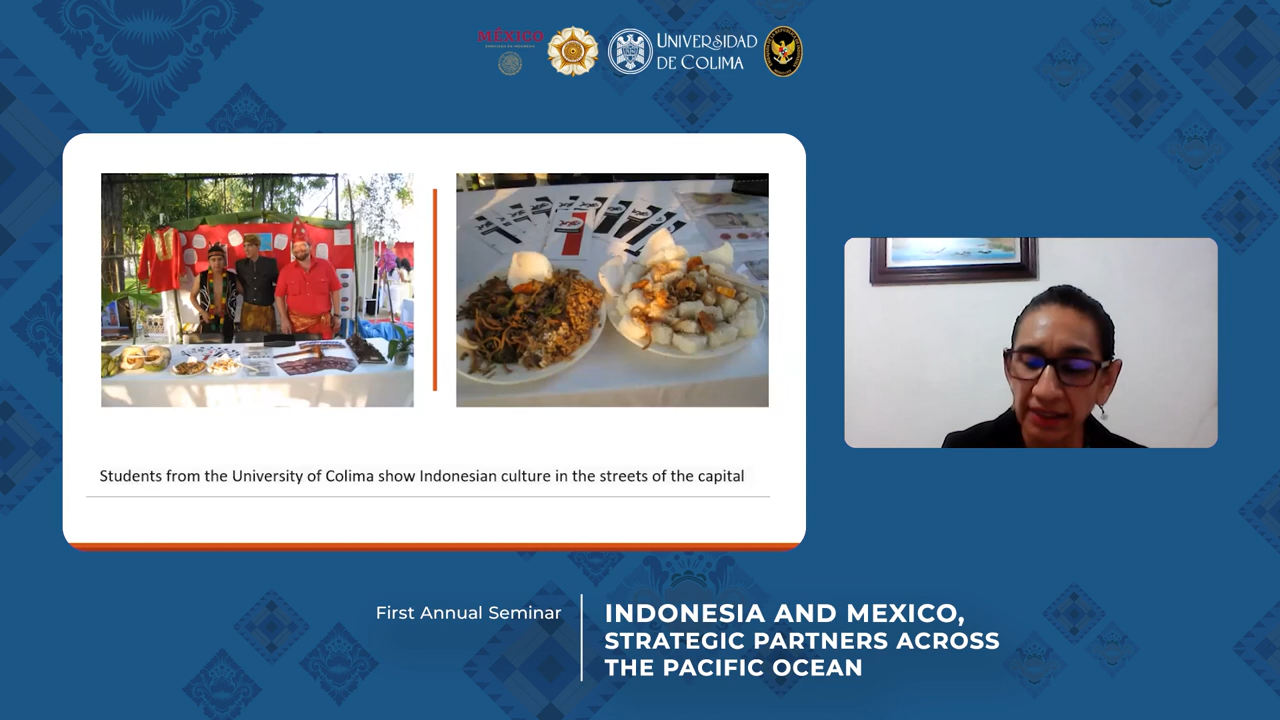 MÉXICO
UNIVERSIDAD
DE COLIMA
Students from the University of Colima show Indonesian culture in the streets of the capital
First Annual Seminar
INDONESIA AND MEXICO,
STRATEGIC PARTNERS ACROSS
THE PACIFIC OCEAN